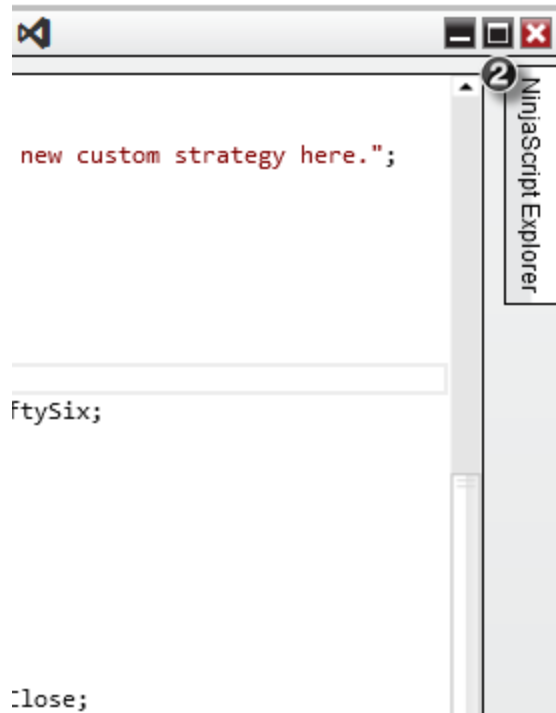 2
NinjaScript Explorer
new custom strategy here.";
ftySix;
Close;